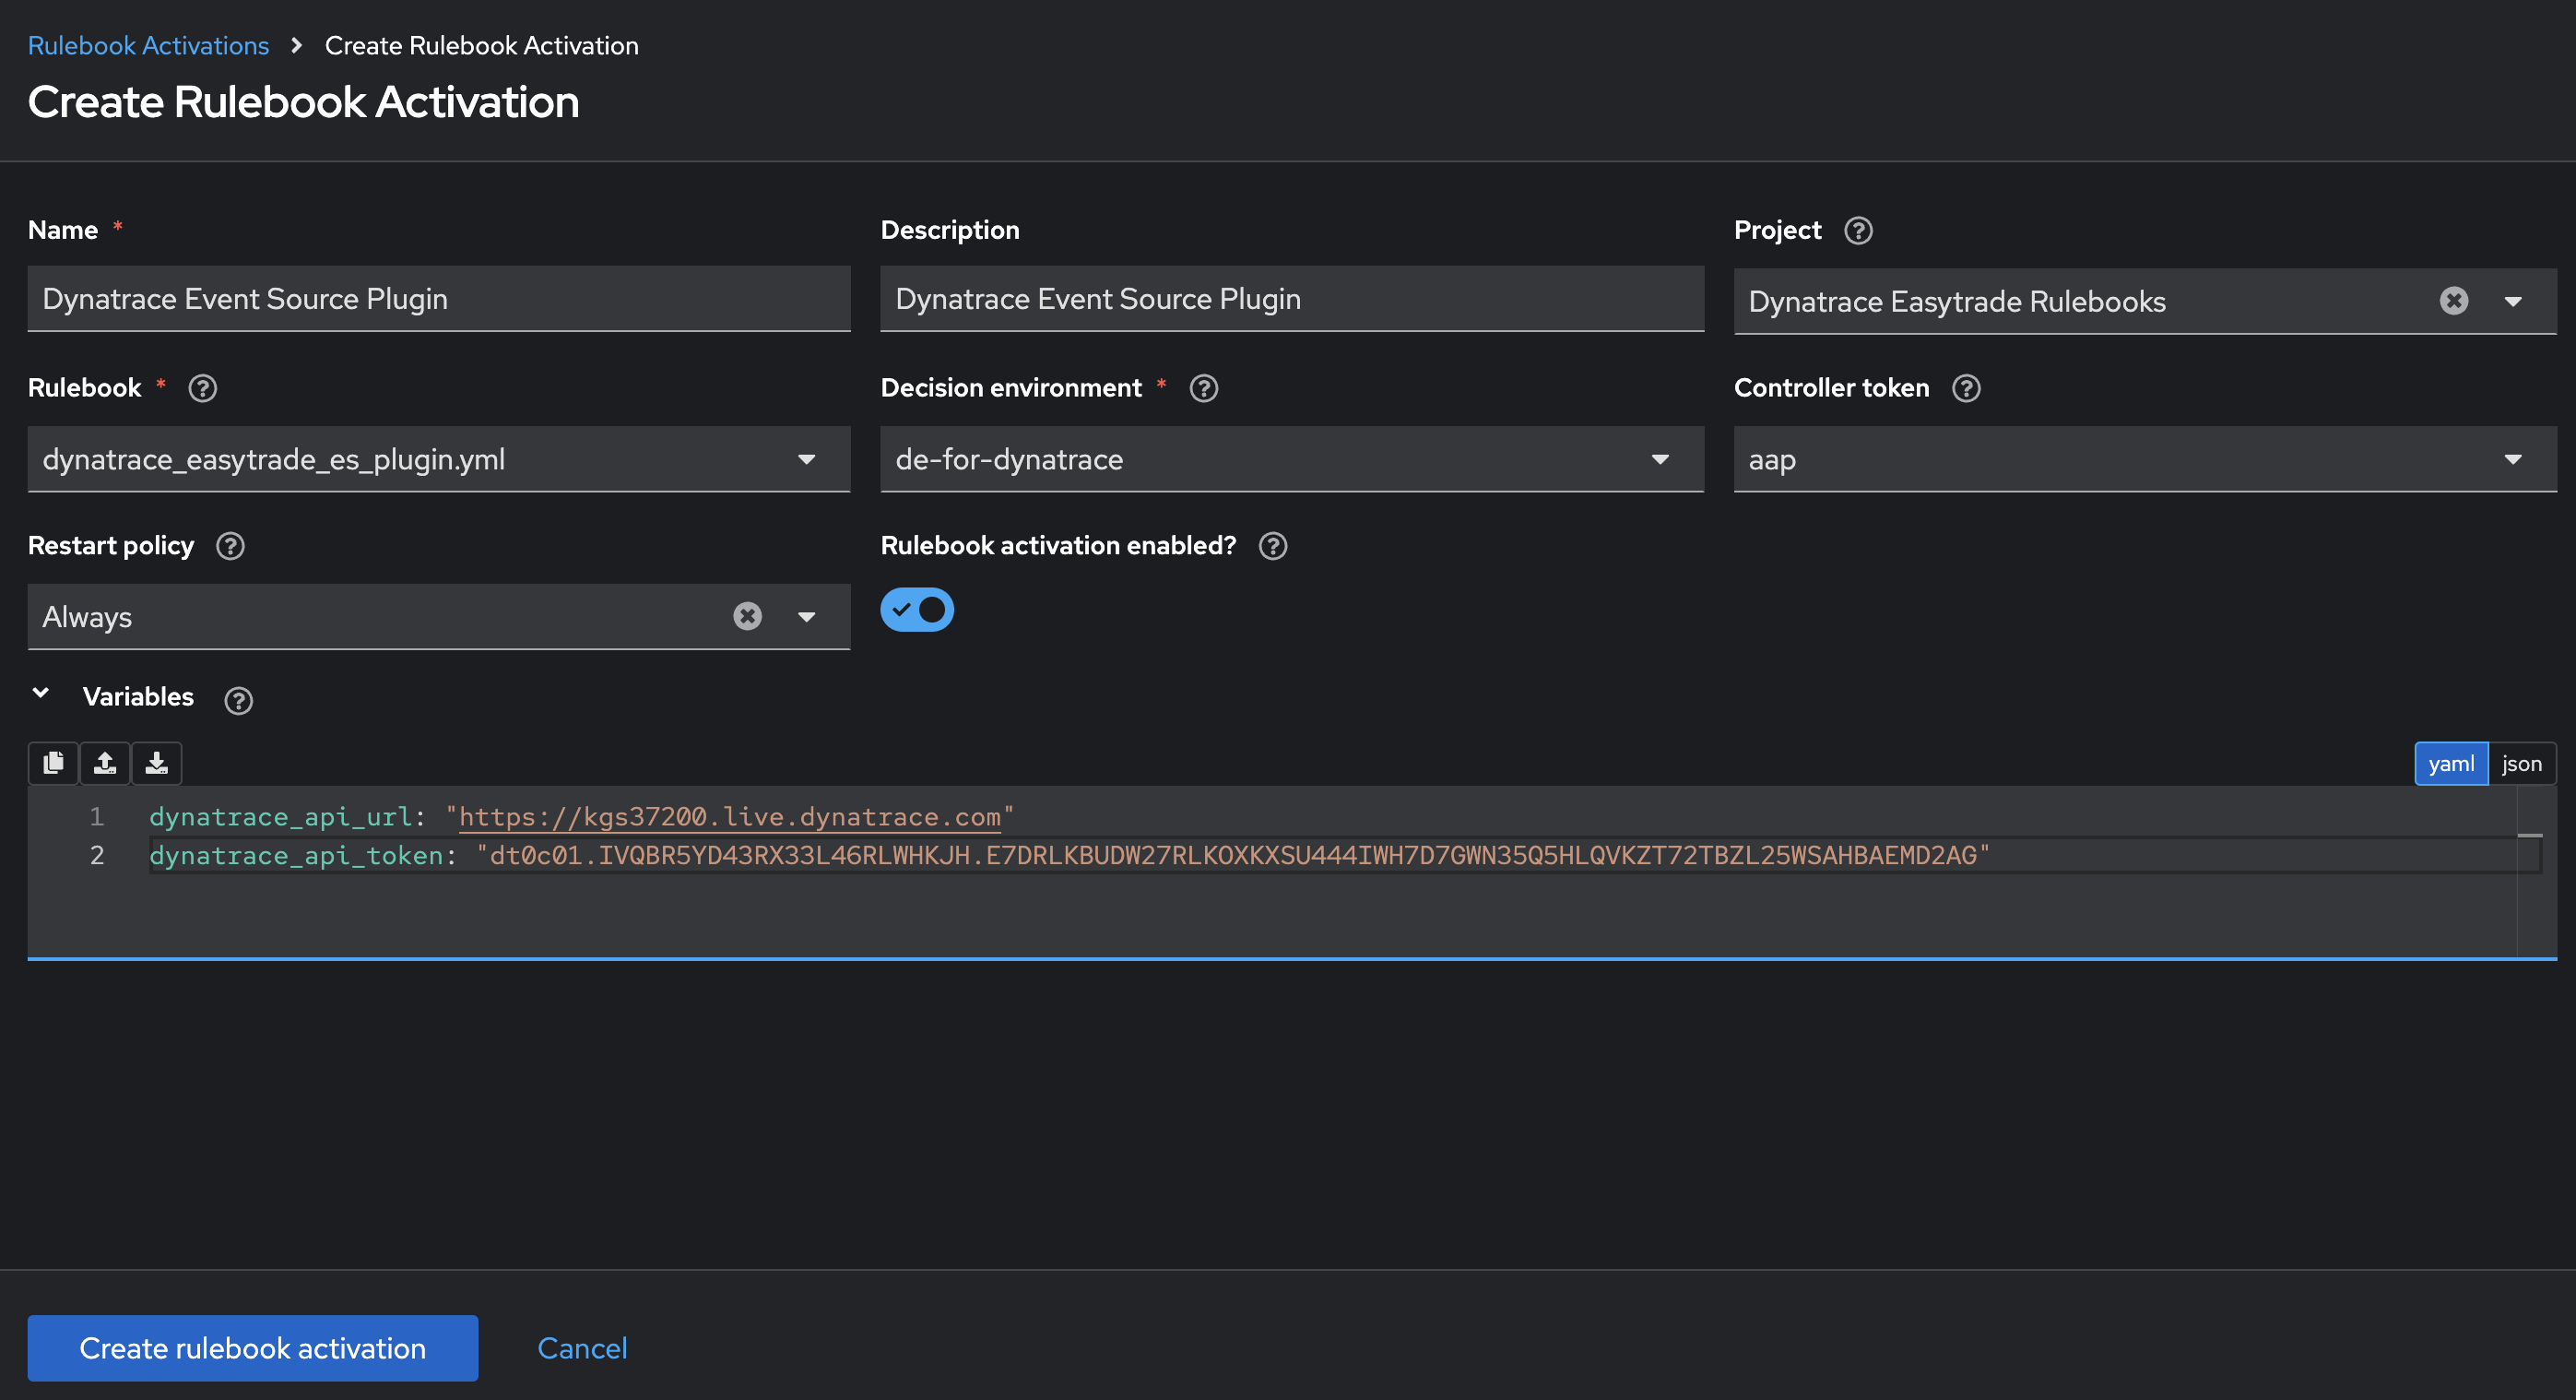 Rulebook Activations > Create Rulebook Activation
Create Rulebook Activation
Name *
Description
Project
Dynatrace Event Source Plugin
Dynatrace Event Source Plugin
Dynatrace Easytrade Rulebooks
Rulebook *
Decision environment *
Controller token
dynatrace_easytrade_es_plugin.yml
de-for-dynatrace
aap
Restart policy
Rulebook activation enabled?
Always
Variables
yaml json
1 dynatrace_api_url: "https://kgs37200.live.dynatrace.com"
2 dynatrace_api_token: "dt0c01.IVQBR5YD43RX33L46RLWHKJH.E7DRLKBUDW27RLKOXKXSU444IWH7D7GWN35Q5HLQVKZT72TBZL25WSAHBAEMD2AG"
Create rulebook activation
Cancel